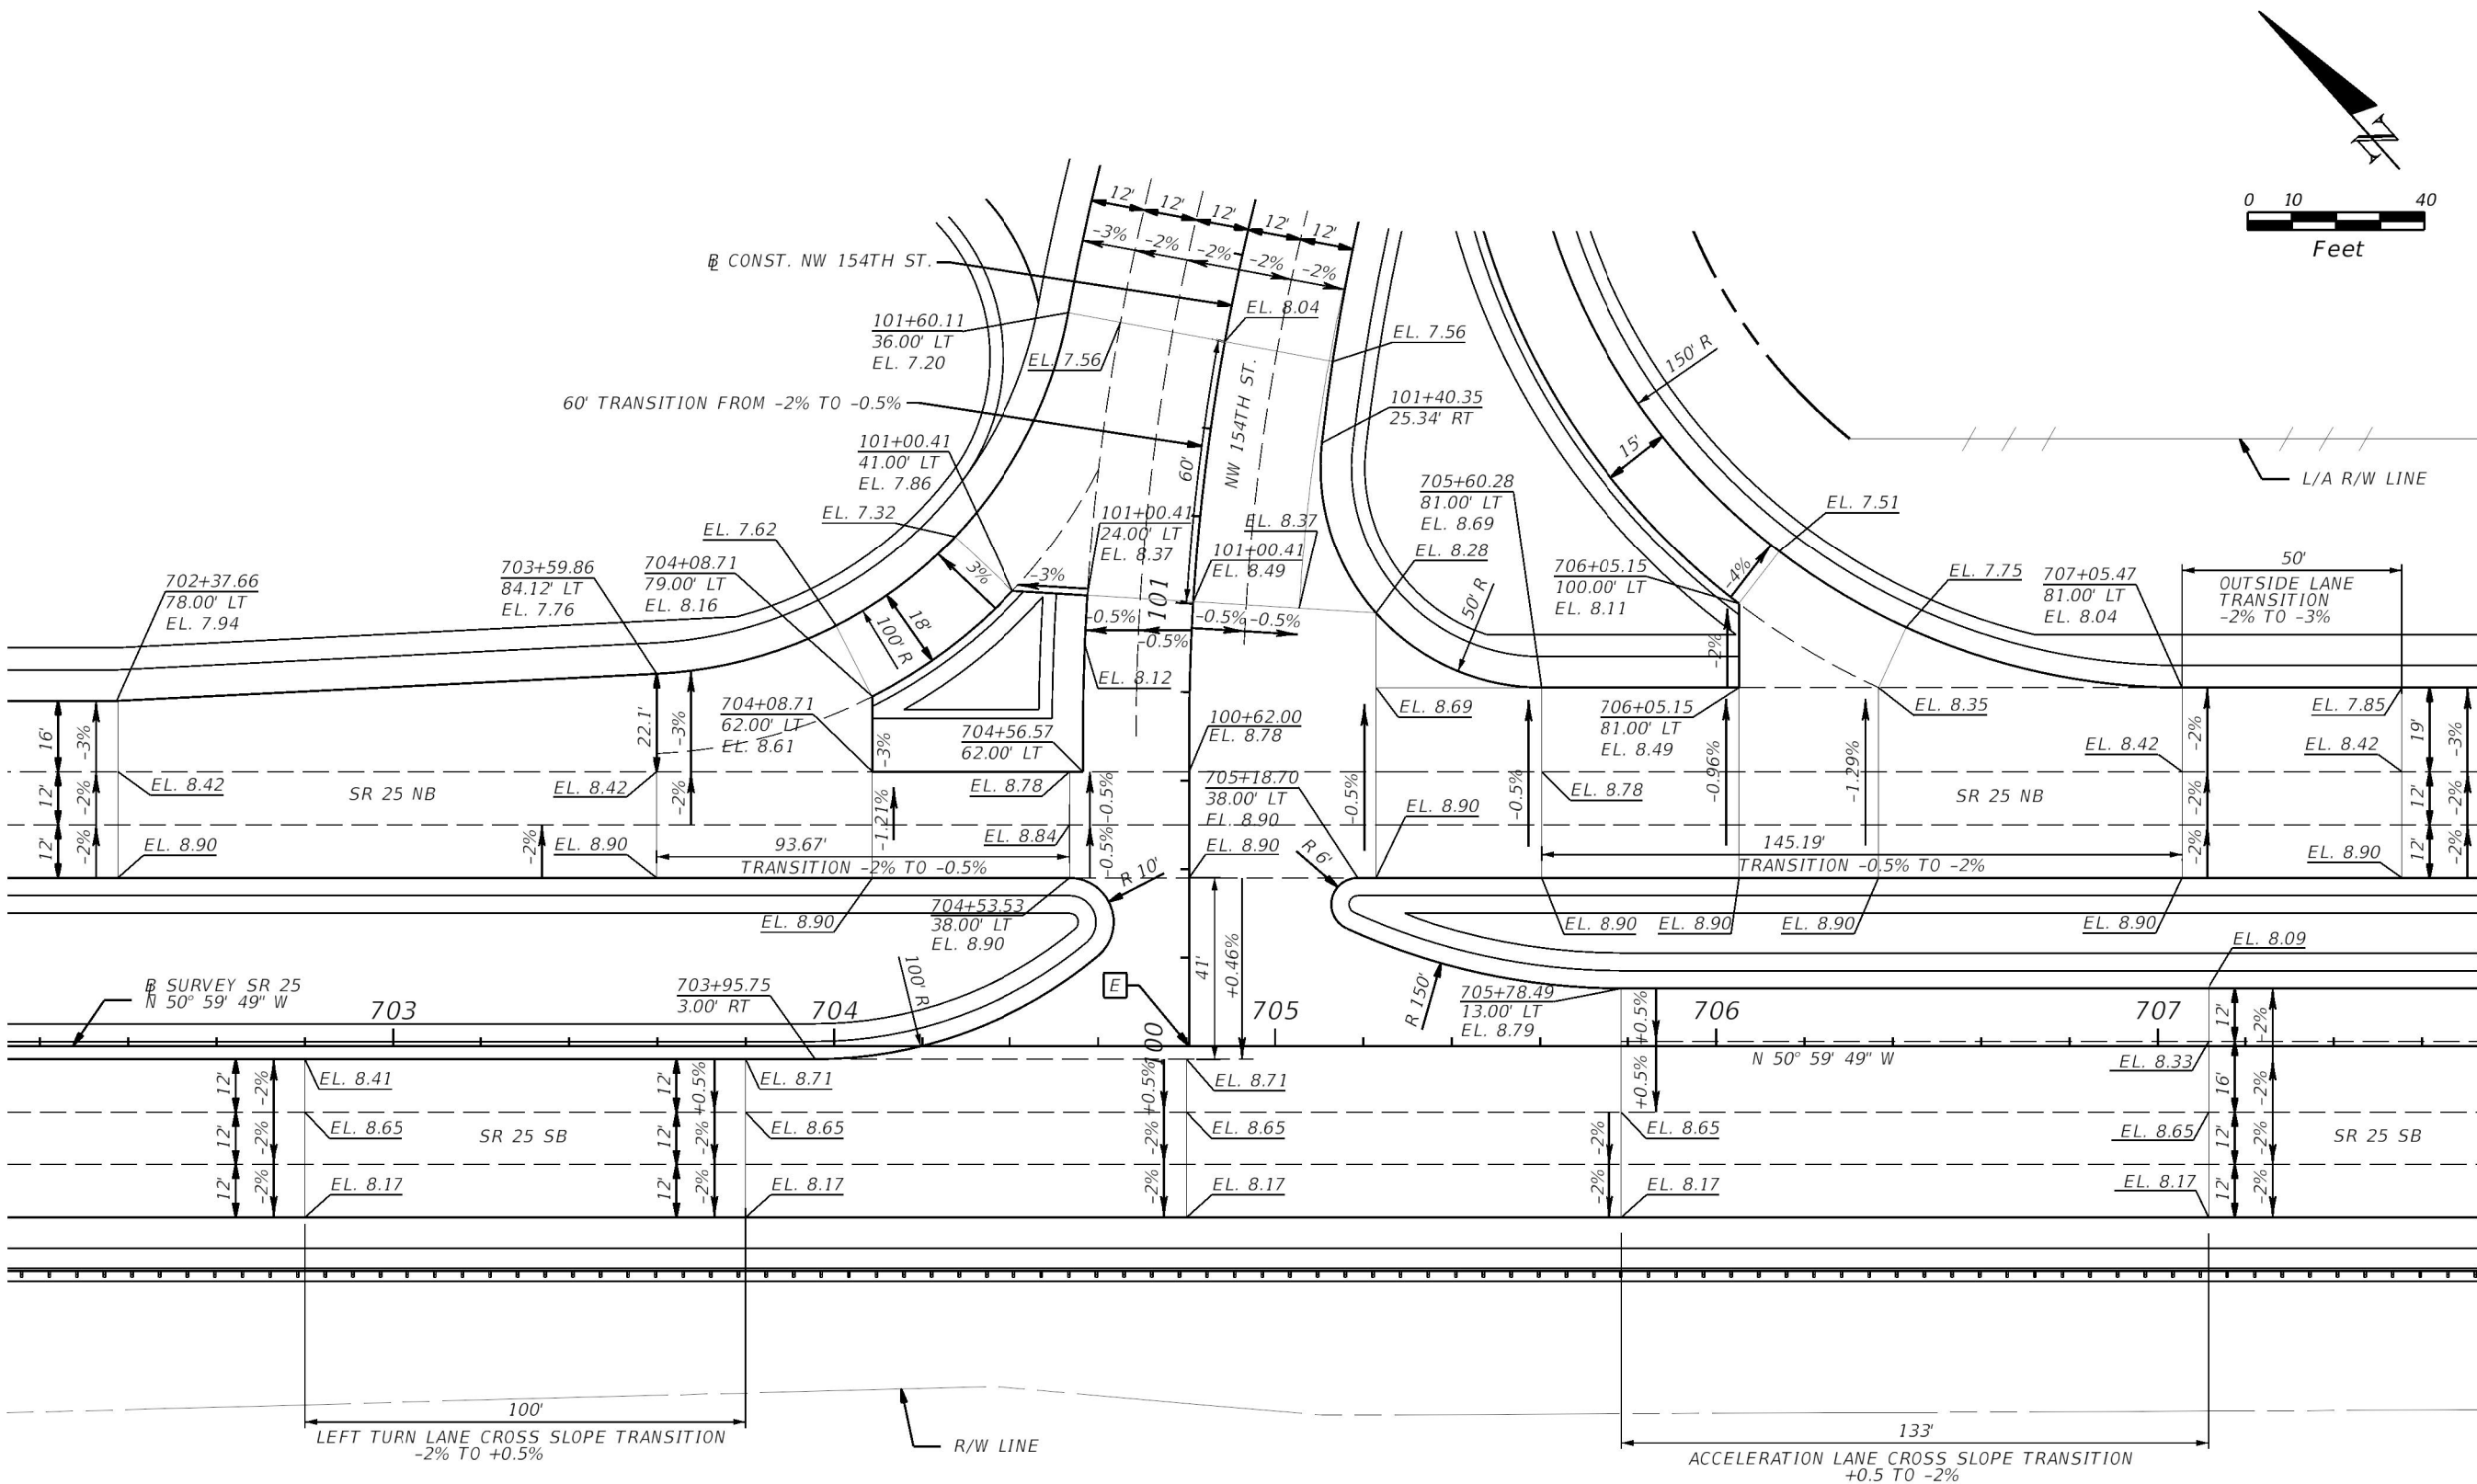 N
0 10 40
Feet
12' 12' 12' 12' 12'
-3% -2% -2% -2% -2%
℄ CONST. NW 154TH ST.
101+60.11
36.00' LT
EL. 7.20
EL. 7.56
EL. 8.04
EL. 7.56
60' TRANSITION FROM -2% TO -0.5%
60'
NW 154TH ST.
101+40.35
25.34' RT
150' R
15'
L/A R/W LINE
101+00.41
41.00' LT
EL. 7.86
EL. 7.32
EL. 7.62
702+37.66
78.00' LT
EL. 7.94
703+59.86
84.12' LT
EL. 7.76
704+08.71
79.00' LT
EL. 8.16
3%
-3%
18'
100' R
101+00.41
24.00' LT
EL. 8.37
101
EL. 8.37
101+00.41
EL. 8.49
-0.5% -0.5% -0.5%
-0.5%
EL. 8.12
705+60.28
81.00' LT
EL. 8.69
EL. 8.28
50' R
706+05.15
100.00' LT
EL. 8.11
-4%
-2%
EL. 7.51
EL. 7.75
707+05.47
81.00' LT
EL. 8.04
50'
OUTSIDE LANE
TRANSITION
-2% TO -3%
16'
-3%
12'
-2%
12'
-2%
EL. 8.42
EL. 8.90
SR 25 NB
22.1'
-3%
-2%
-2%
EL. 8.42
EL. 8.90
704+08.71
62.00' LT
EL. 8.61
-3%
-1.21%
704+56.57
62.00' LT
EL. 8.78
EL. 8.84
-0.5%
-0.5%
93.67'
TRANSITION -2% TO -0.5%
100+62.00
EL. 8.78
705+18.70
38.00' LT
EL. 8.90
EL. 8.90
-0.5%
EL. 8.69
EL. 8.90
-0.5%
EL. 8.78
706+05.15
81.00' LT
EL. 8.49
-0.96%
-1.29%
EL. 8.35
SR 25 NB
145.19'
TRANSITION -0.5% TO -2%
EL. 8.42
-2%
-2%
-2%
EL. 7.85
EL. 8.42
EL. 8.90
19'
-3%
12'
-2%
12'
-2%
R 10'
R 6'
EL. 8.90
704+53.53
38.00' LT
EL. 8.90
EL. 8.90
EL. 8.90
EL. 8.90
EL. 8.90
41'
+0.46%
100' R
E
R 150'
EL. 8.09
SURVEY SR 25
N 50° 59' 49" W
703
703+95.75
3.00' RT
704
100
705
705+78.49
13.00' LT
EL. 8.79
706
707
N 50° 59' 49" W
+0.5%
+0.5%
12'
-2%
16'
-2%
12'
-2%
12'
-2%
EL. 8.33
EL. 8.65
EL. 8.17
SR 25 SB
12'
-2%
12'
-2%
12'
-2%
EL. 8.41
EL. 8.65
EL. 8.17
SR 25 SB
12'
+0.5%
12'
-2%
12'
-2%
EL. 8.71
EL. 8.65
EL. 8.17
+0.5%
-2%
-2%
EL. 8.71
EL. 8.65
EL. 8.17
-2%
-2%
EL. 8.65
EL. 8.17
100'
LEFT TURN LANE CROSS SLOPE TRANSITION
-2% TO +0.5%
R/W LINE
133'
ACCELERATION LANE CROSS SLOPE TRANSITION
+0.5 TO -2%